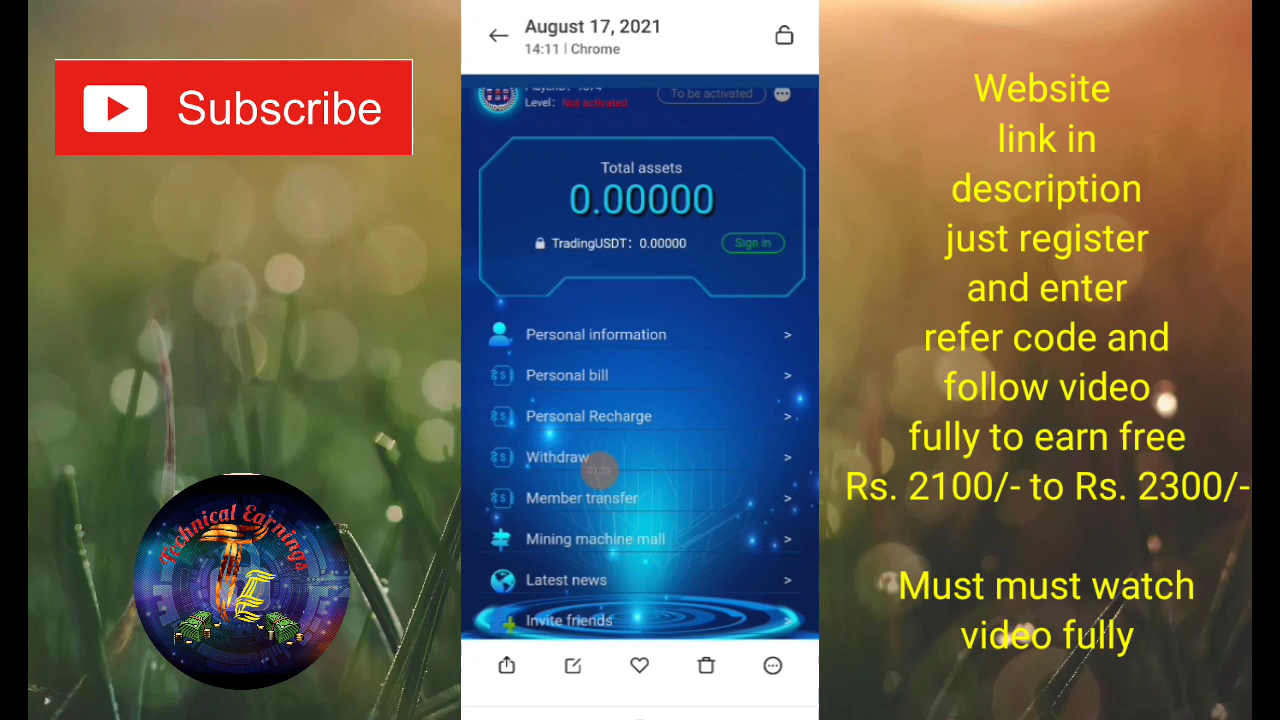 Subscribe
Technical Earnings
TE
August 17, 2021
14:11 | Chrome
Level: Not activated
To be activated
Total assets
0.00000
TradingUSDT: 0.00000
Sign in
Personal information >
Personal bill >
Personal Recharge >
Withdraw >
01:59
Member transfer >
Mining machine mall >
Latest news >
Invite friends >
Website
link in
description
just register
and enter
refer code and
follow video
fully to earn free
Rs. 2100/- to Rs. 2300/-
Must must watch
video fully